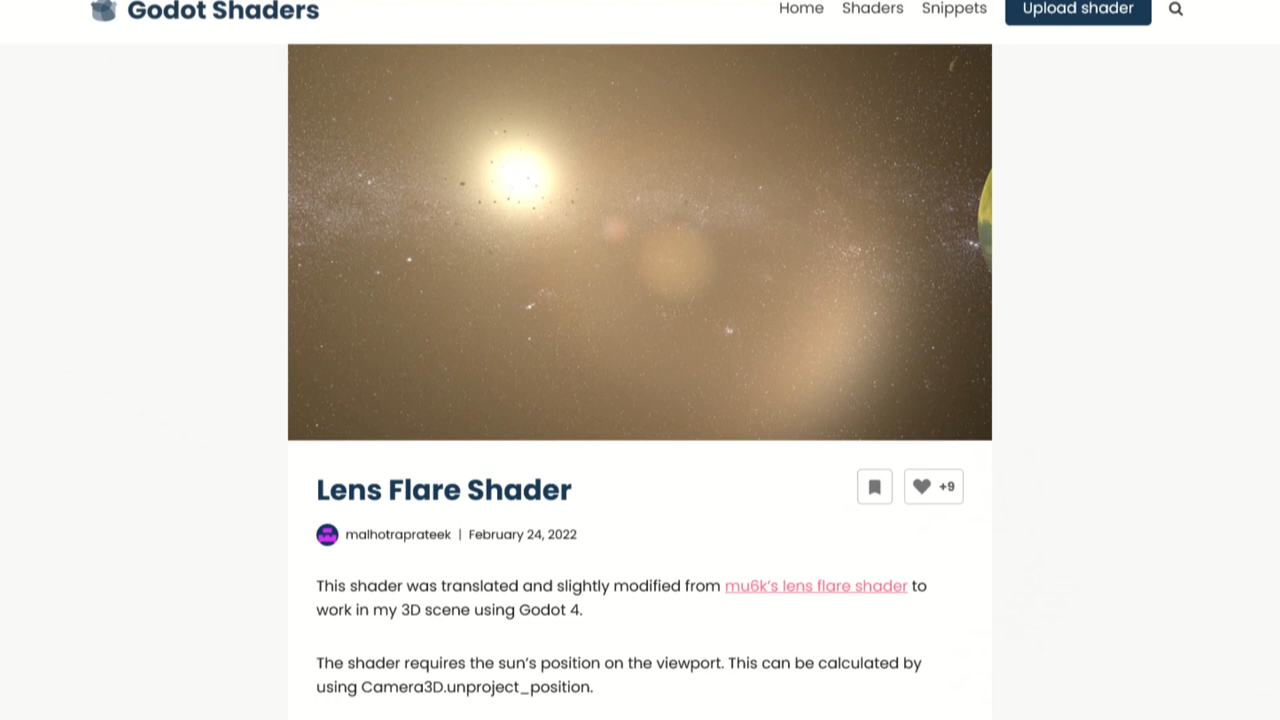 Godot Shaders
Home Shaders Snippets Upload shader
Lens Flare Shader
+9
malhotraprateek | February 24, 2022
This shader was translated and slightly modified from mu6k's lens flare shader to
work in my 3D scene using Godot 4.
The shader requires the sun's position on the viewport. This can be calculated by
using Camera3D.unproject_position.